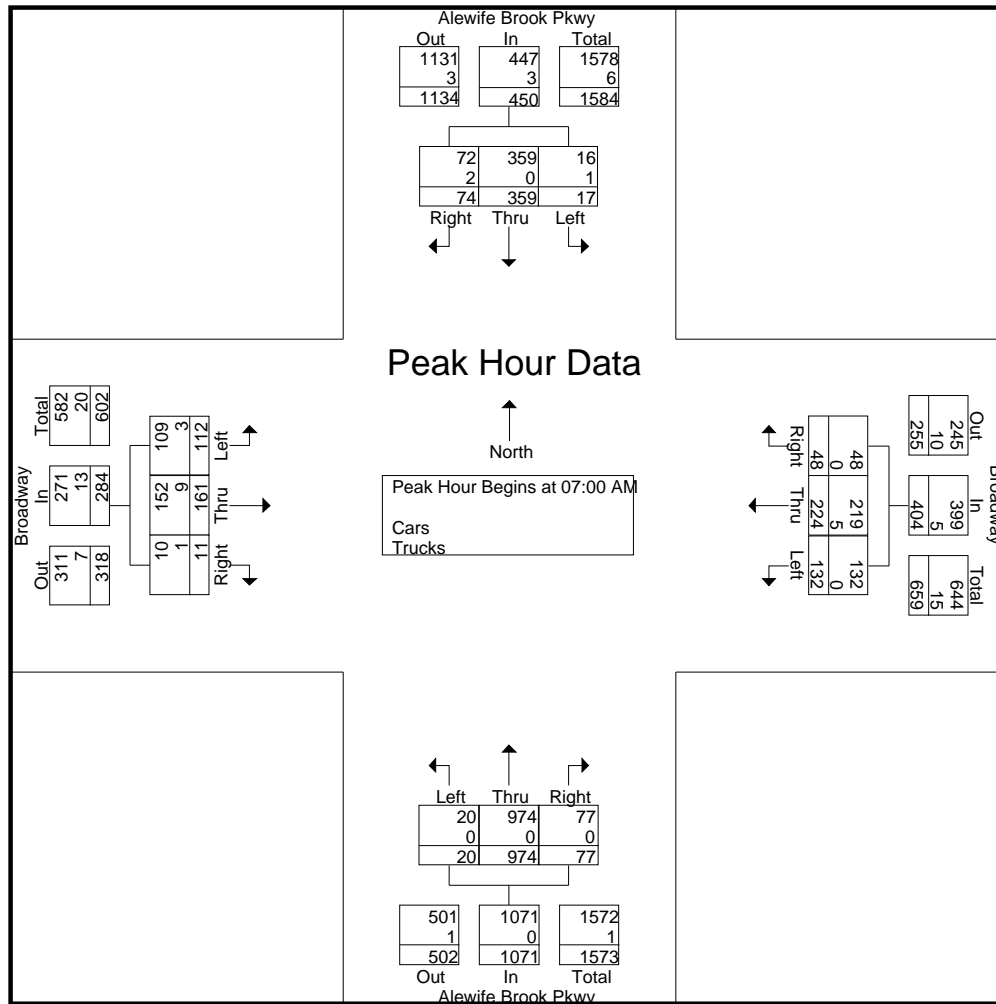 Alewife Brook Pkwy
Out In Total
1131 447 1578
3 3 6
1134 450 1584
72 359 16
2 0 1
74 359 17
Right Thru Left
Peak Hour Data
North
Peak Hour Begins at 07:00 AM
Cars
Trucks
Broadway
Total In Out
582 271 311
20 13 7
602 284 318
109 152 10
3 9 1
112 161 11
Left Thru Right
Right Thru Left
48 219 132
0 5 0
48 224 132
Out In Total
245 399 644
10 5 15
255 404 659
Broadway
Left Thru Right
20 974 77
0 0 0
20 974 77
501 1071 1572
1 0 1
502 1071 1573
Out In Total
Alewife Brook Pkwy